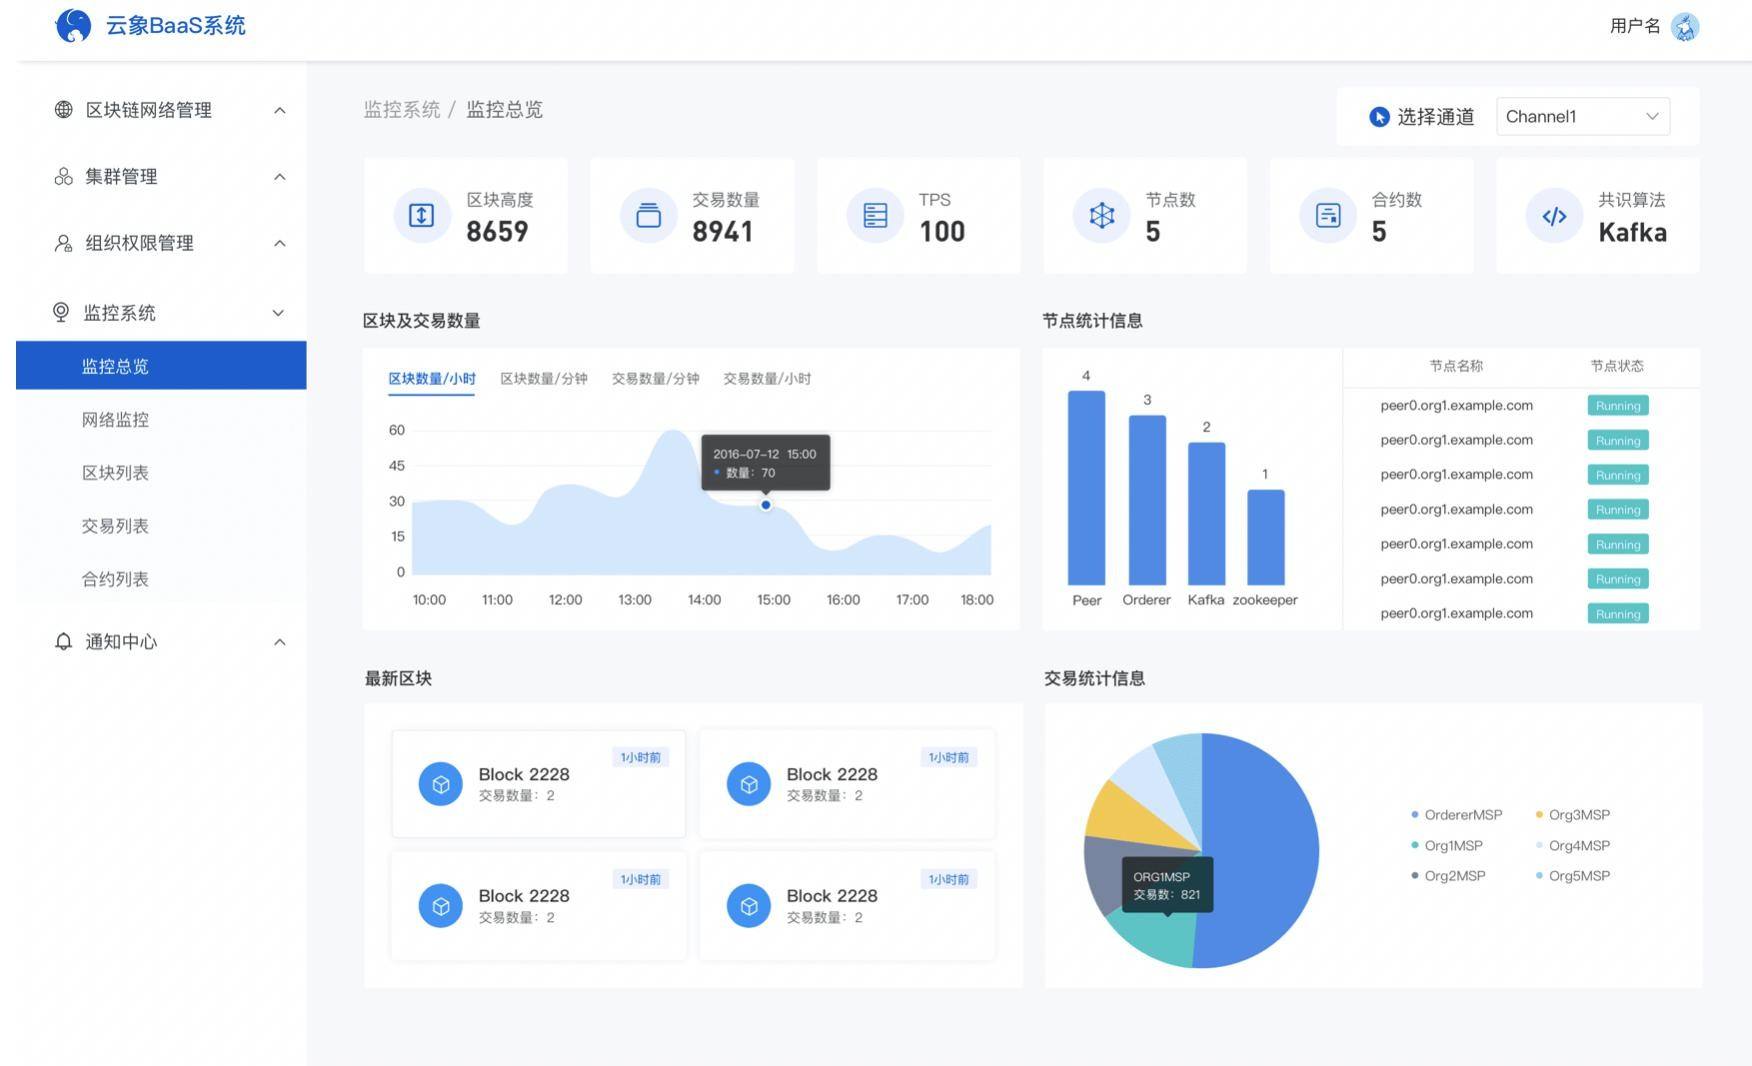 云象BaaS系统
用户名
区块链网络管理
集群管理
组织权限管理
监控系统
监控总览
网络监控
区块列表
交易列表
合约列表
通知中心
监控系统 / 监控总览
选择通道 Channel1
区块高度
8659
交易数量
8941
TPS
100
节点数
5
合约数
5
共识算法
Kafka
区块及交易数量
区块数量/小时 区块数量/分钟 交易数量/分钟 交易数量/小时
60
45
30
15
0
2016-07-12 15:00
数量：70
10:00 11:00 12:00 13:00 14:00 15:00 16:00 17:00 18:00
节点统计信息
4
3
2
1
Peer Orderer Kafka zookeeper
节点名称 节点状态
peer0.org1.example.com Running
peer0.org1.example.com Running
peer0.org1.example.com Running
peer0.org1.example.com Running
peer0.org1.example.com Running
peer0.org1.example.com Running
peer0.org1.example.com Running
最新区块
1小时前
Block 2228
交易数量：2
1小时前
Block 2228
交易数量：2
1小时前
Block 2228
交易数量：2
1小时前
Block 2228
交易数量：2
交易统计信息
ORG1MSP
交易数：821
OrdererMSP Org3MSP
Org1MSP Org4MSP
Org2MSP Org5MSP